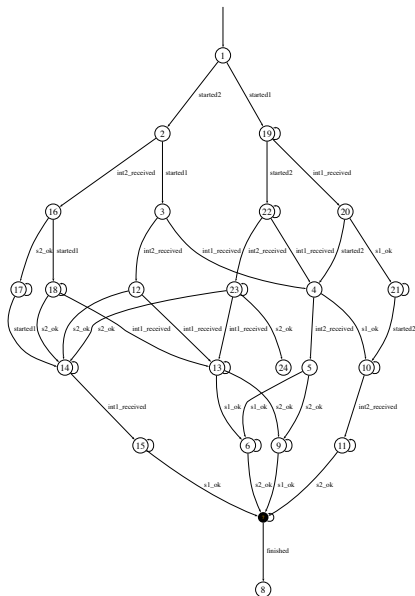 1
started2 started1
2 19
int2_received started1 started2 int1_received
16 3 22 20
s2_ok started1 int2_received int1_received int2_received int1_received started2 s1_ok
17 18 12 23 4 21
started1 s2_ok s2_ok s2_ok int1_received int1_received int1_received s2_ok int2_received s1_ok started2
14 13 24 5 10
int1_received s1_ok s1_ok s2_ok s2_ok int2_received
15 6 9 11
s1_ok s2_ok s1_ok s2_ok
finished
8